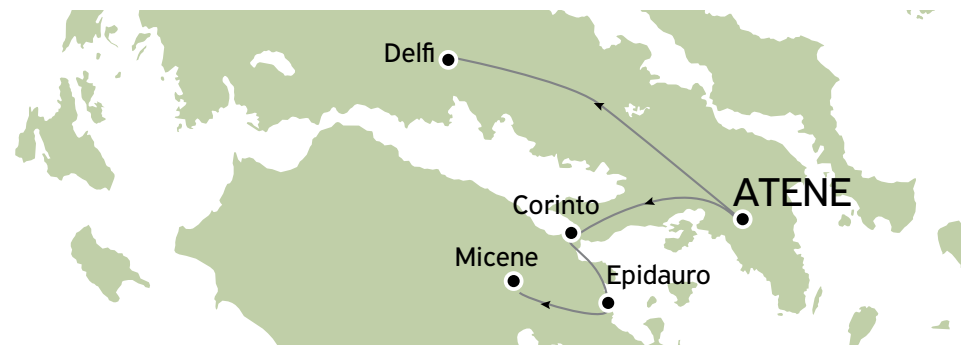 Delfi
ATENE
Corinto
Micene
Epidauro